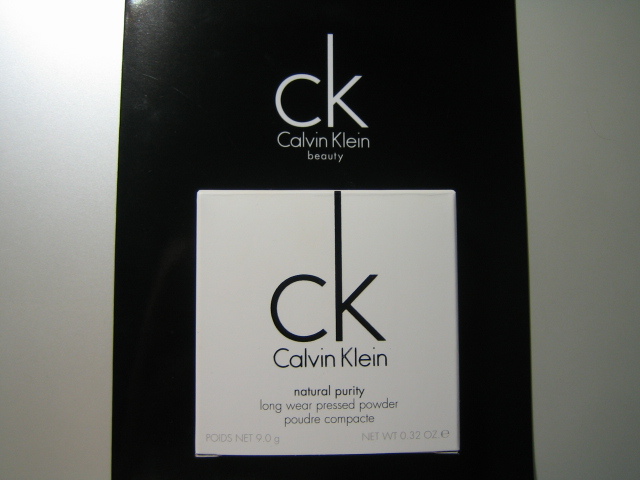 ck
Calvin Klein
beauty
ck
Calvin Klein
natural purity
long wear pressed powder
poudre compacte
POIDS NET 9.0 g NET WT 0.32 OZ ℮